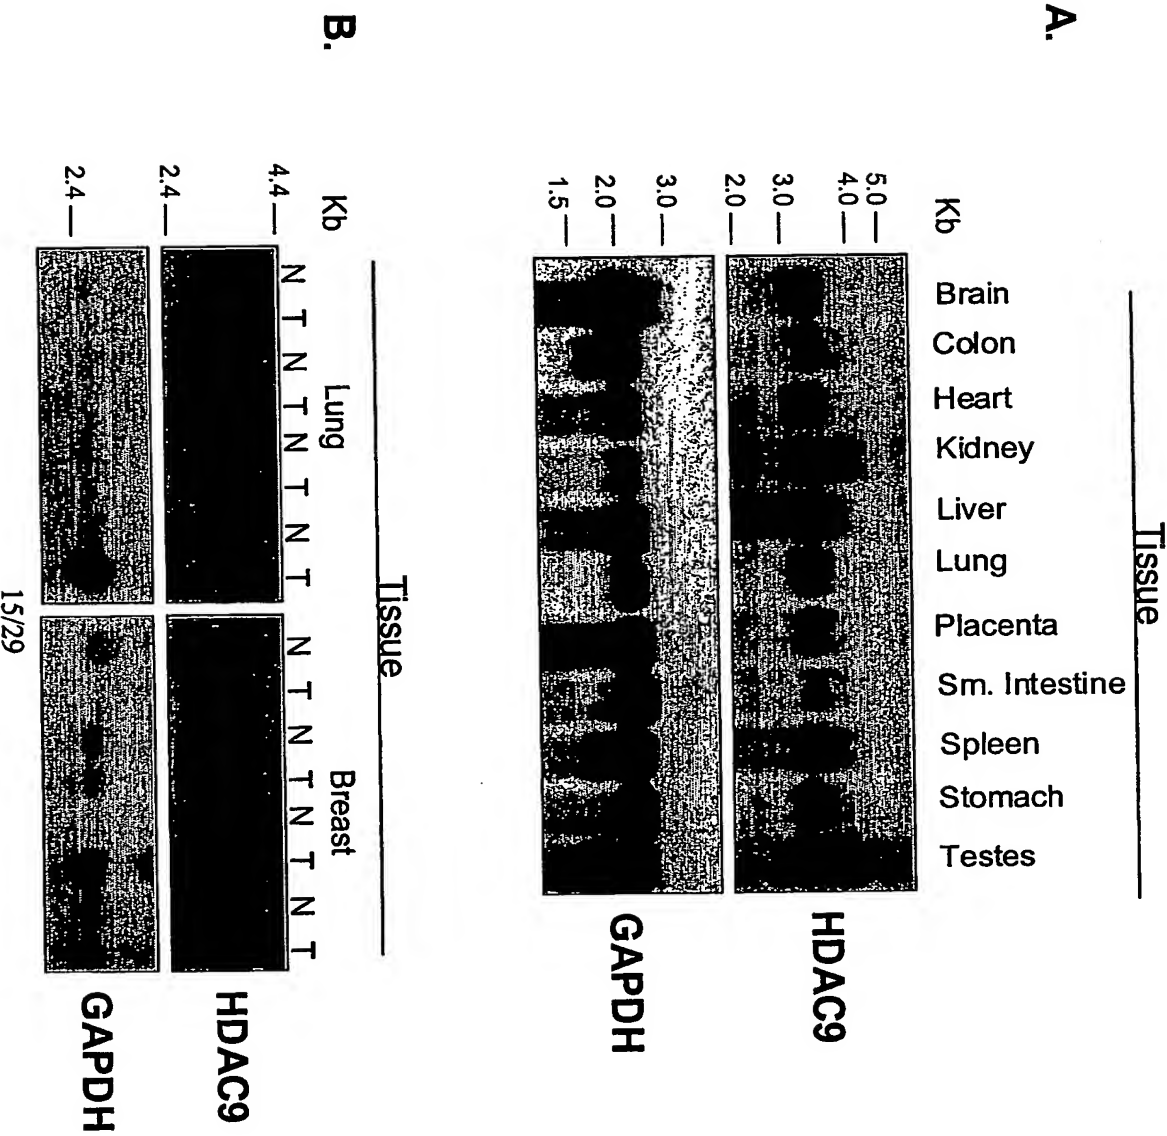 A.
Tissue
Kb
Brain
Colon
Heart
Kidney
Liver
Lung
Placenta
Sm. Intestine
Spleen
Stomach
Testes
5.0
4.0
3.0
2.0
HDAC9
3.0
2.0
1.5
GAPDH
B.
Tissue
Kb
Lung
Breast
N T N T N T N T
N T N T N T N T
4.4
2.4
HDAC9
2.4
GAPDH
15/29